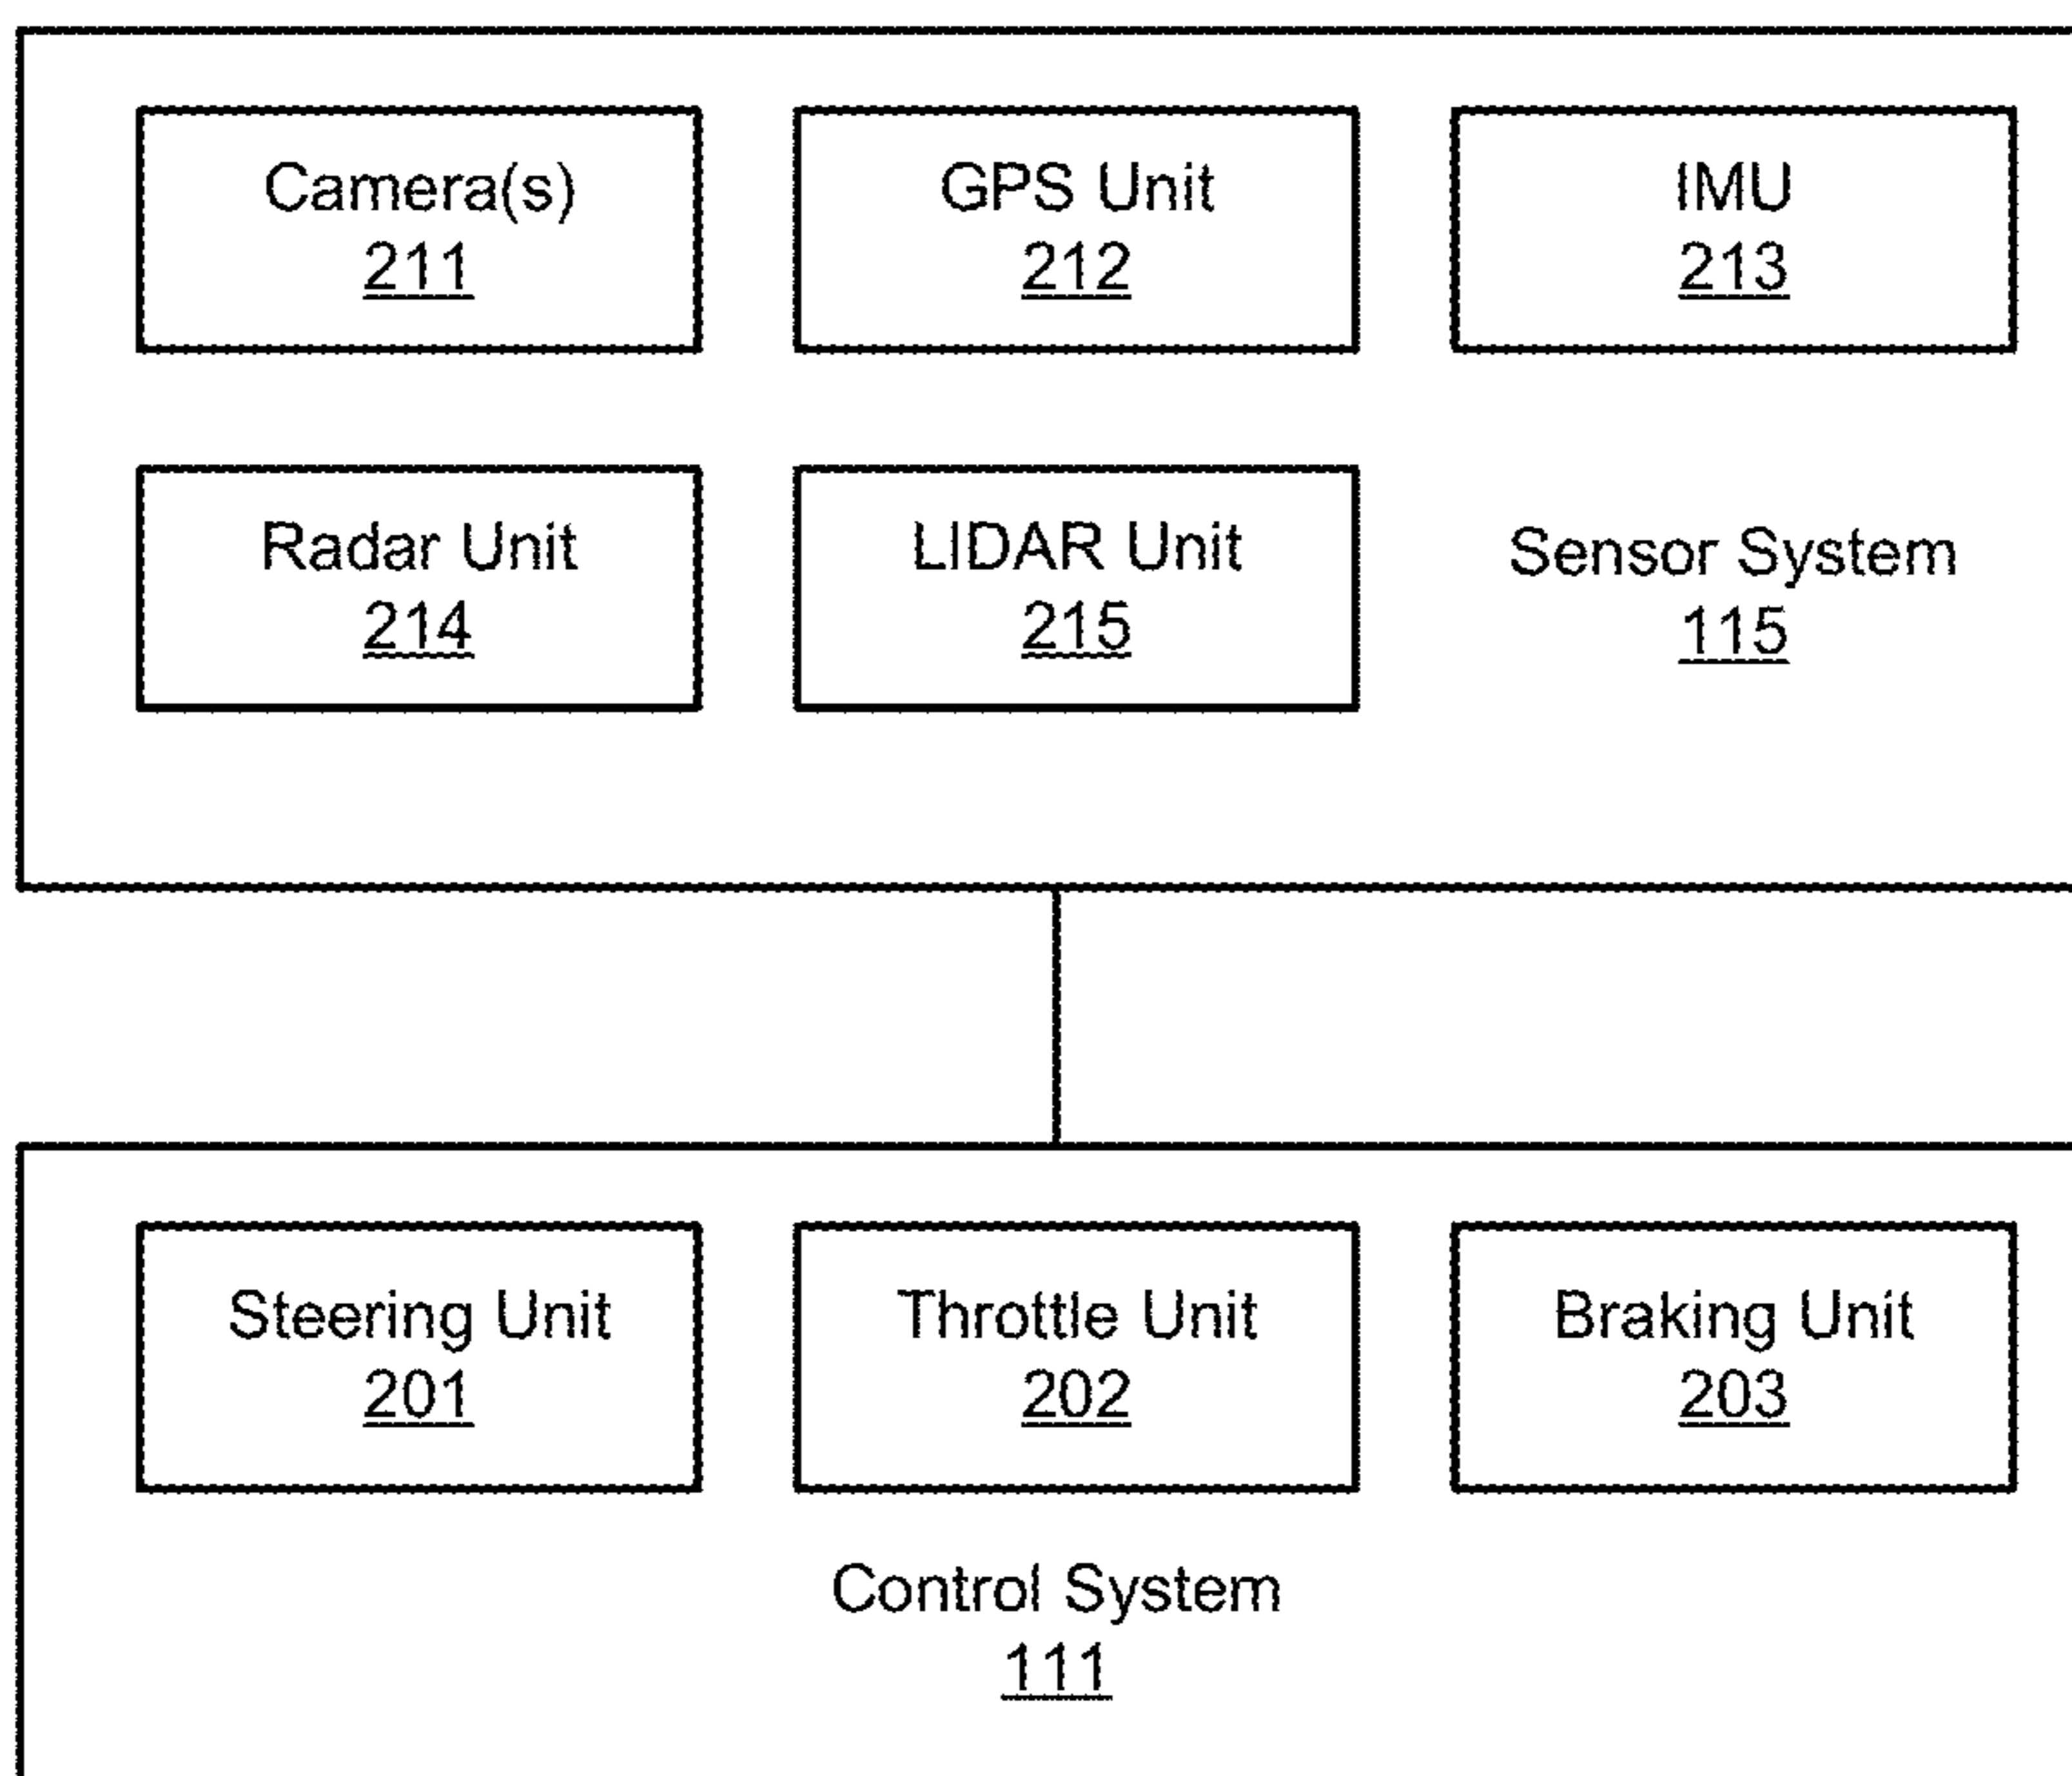 Camera(s)
211
GPS Unit
212
IMU
213
Radar Unit
214
LIDAR Unit
215
Sensor System
115
Steering Unit
201
Throttle Unit
202
Braking Unit
203
Control System
111